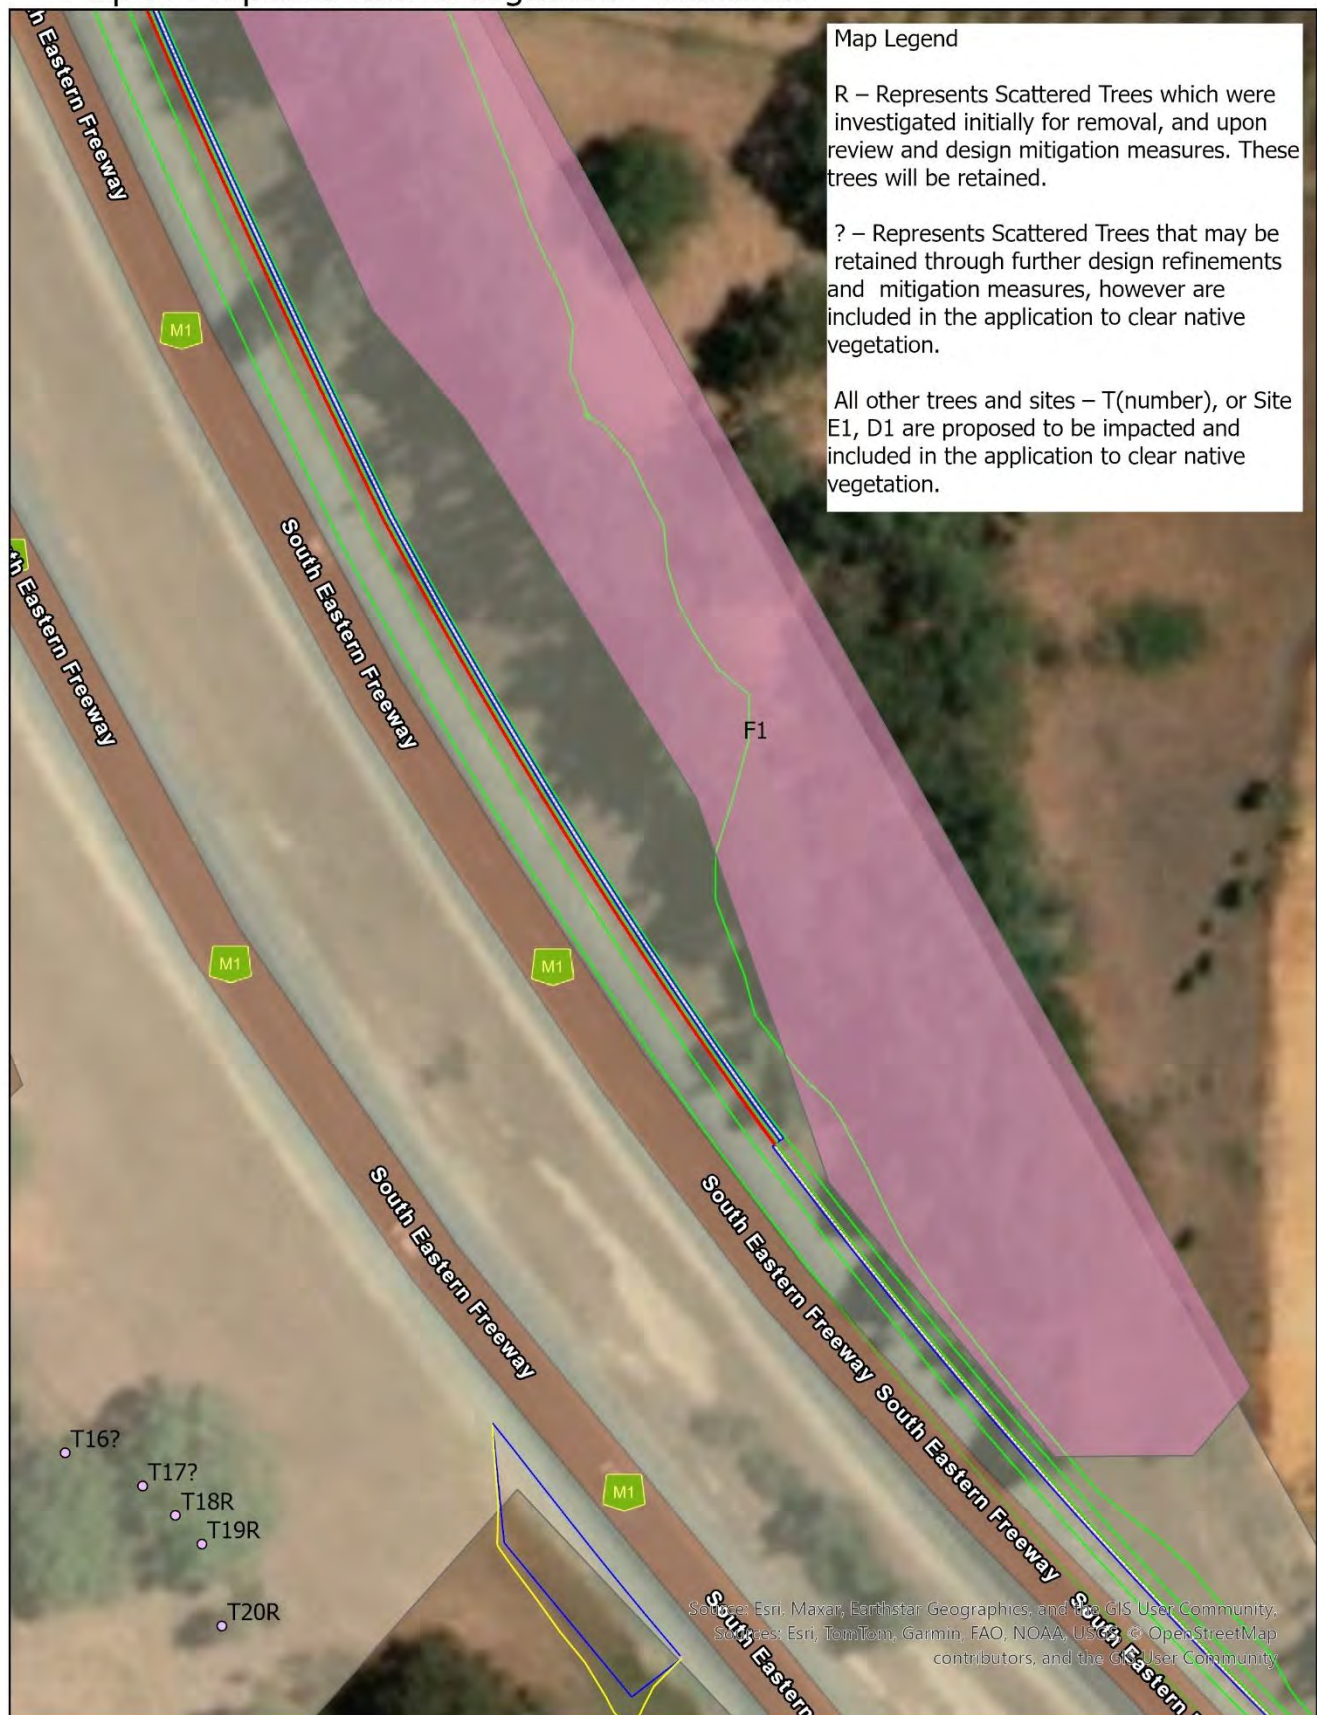 Map Legend
R – Represents Scattered Trees which were
investigated initially for removal, and upon
review and design mitigation measures. These
trees will be retained.
? – Represents Scattered Trees that may be
retained through further design refinements
and mitigation measures, however are
included in the application to clear native
vegetation.
All other trees and sites – T(number), or Site
E1, D1 are proposed to be impacted and
included in the application to clear native
vegetation.
Eastern Freeway
M1
South Eastern Freeway
Eastern Freeway
F1
M1
M1
South Eastern Freeway
South Eastern Freeway
South Eastern Freeway
T16?
T17?
T18R
T19R
T20R
M1
South Eastern
South Eastern
Source: Esri, Maxar, Earthstar Geographics, and the GIS User Community,
Sources: Esri, TomTom, Garmin, FAO, NOAA, USGS, © OpenStreetMap
contributors, and the GIS User Community